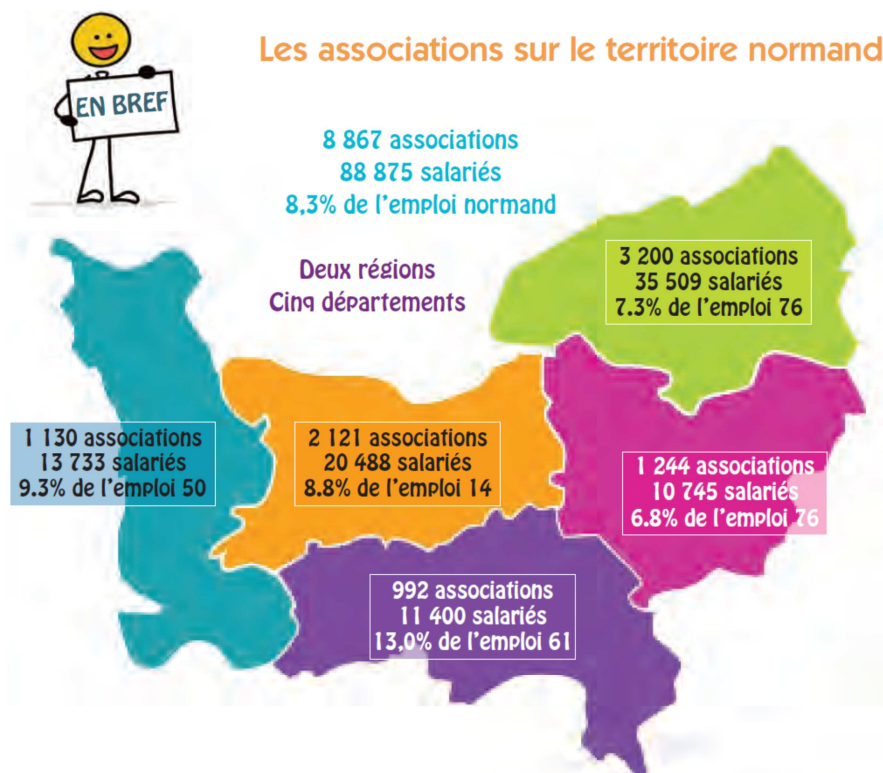 Les associations sur le territoire normand
EN BREF
8 867 associations
88 875 salariés
8,3% de l'emploi normand
Deux régions
Cinq départements
3 200 associations
35 509 salariés
7.3% de l'emploi 76
1 130 associations
13 733 salariés
9.3% de l'emploi 50
2 121 associations
20 488 salariés
8.8% de l'emploi 14
1 244 associations
10 745 salariés
6.8% de l'emploi 76
992 associations
11 400 salariés
13,0% de l'emploi 61